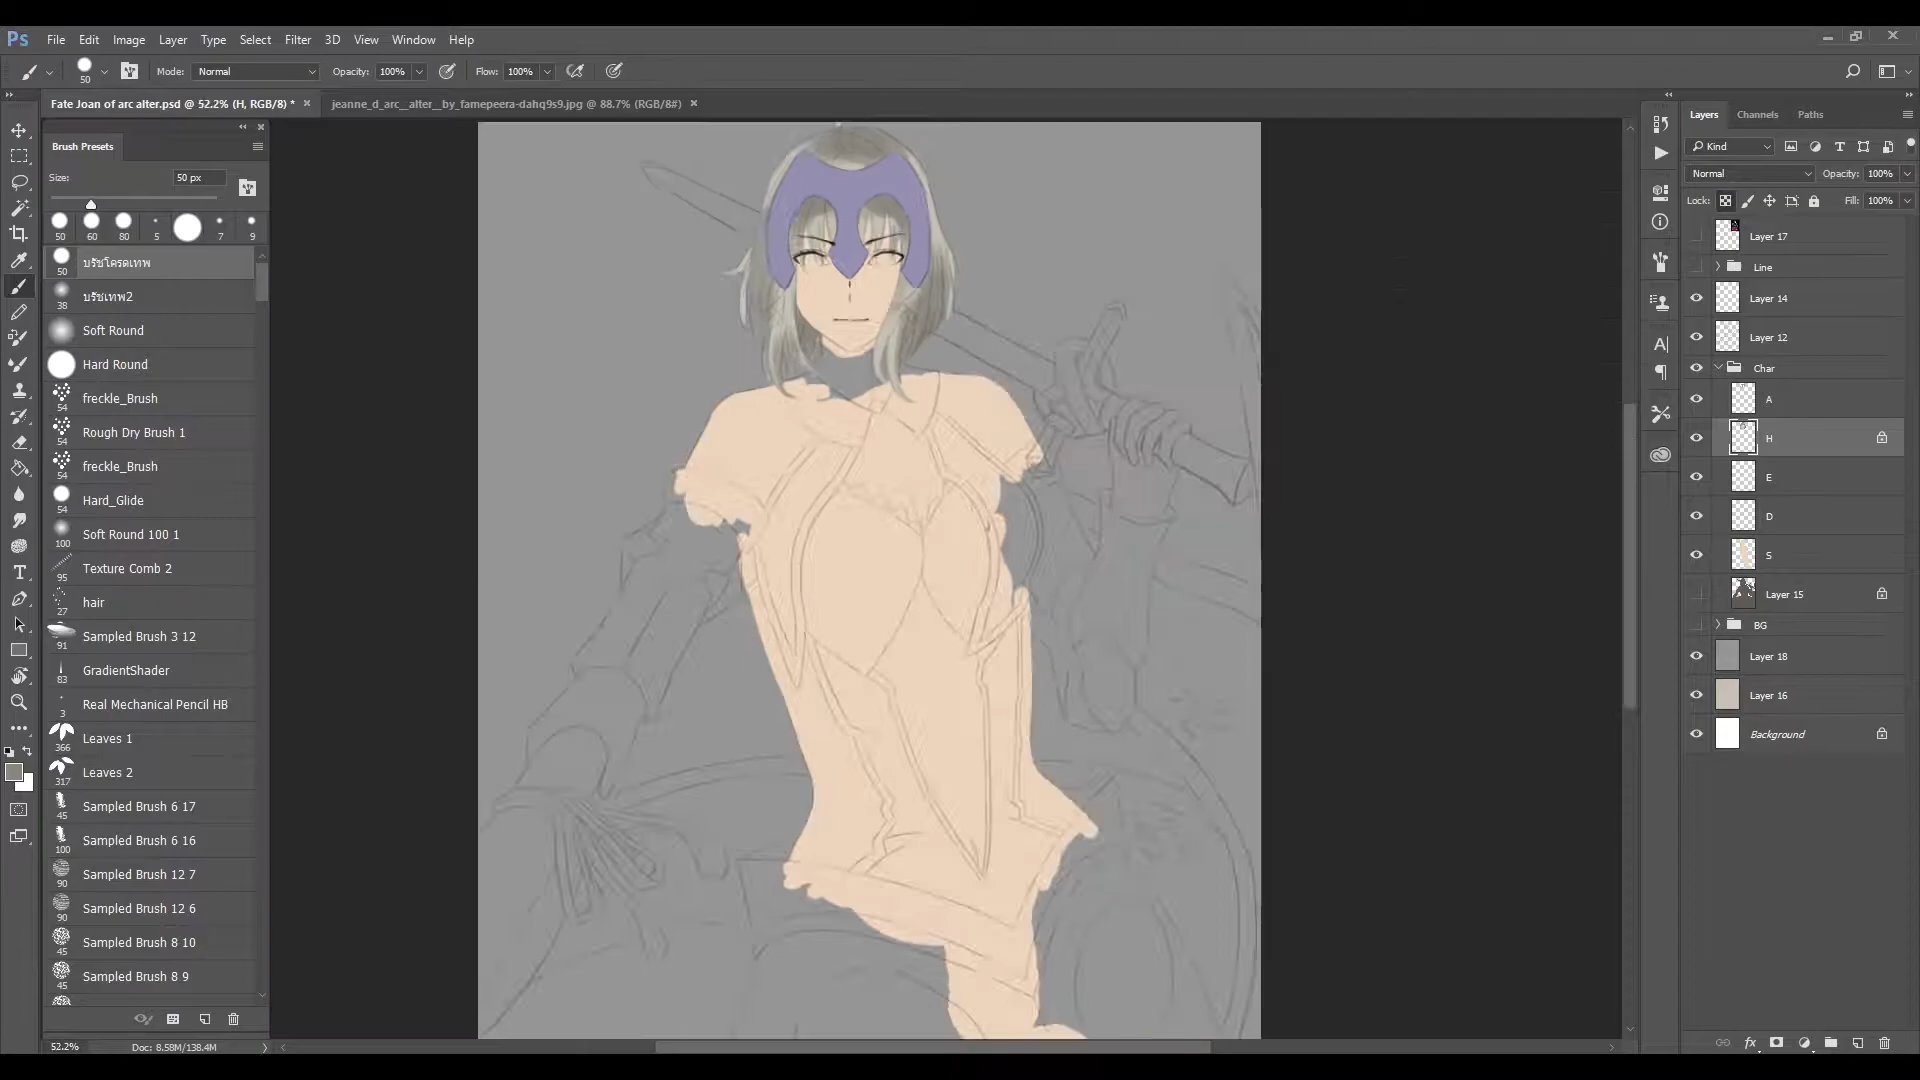 Ps File Edit Image Layer Type Select Filter 3D View Window Help
50 Mode: Normal Opacity: 100% Flow: 100%
Fate Joan of arc alter.psd @ 52.2% (H, RGB/8) * × jeanne_d_arc__alter__by_famepeera-dahq9s9.jpg @ 88.7% (RGB/8#) ×
Brush Presets
Size: 50 px
50 60 80 5 7 9
50 บรัชโครตเทพ
38 บรัชเทพ2
Soft Round
Hard Round
54 freckle_Brush
54 Rough Dry Brush 1
54 freckle_Brush
54 Hard_Glide
100 Soft Round 100 1
95 Texture Comb 2
27 hair
91 Sampled Brush 3 12
83 GradientShader
3 Real Mechanical Pencil HB
366 Leaves 1
317 Leaves 2
45 Sampled Brush 6 17
100 Sampled Brush 6 16
90 Sampled Brush 12 7
90 Sampled Brush 12 6
45 Sampled Brush 8 10
45 Sampled Brush 8 9
52.2% Doc: 8.58M/138.4M
Layers Channels Paths
Kind
Normal Opacity: 100%
Lock: Fill: 100%
Layer 17
Line
Layer 14
Layer 12
Char
A
H
E
D
S
Layer 15
BG
Layer 18
Layer 16
Background
fx